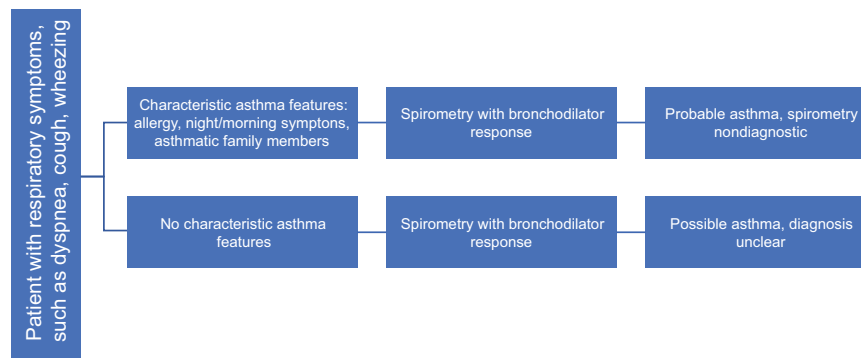 Patient with respiratory symptoms,
such as dyspnea, cough, wheezing
Characteristic asthma features:
allergy, night/morning symptons,
asthmatic family members
Spirometry with bronchodilator
response
Probable asthma, spirometry
nondiagnostic
No characteristic asthma
features
Spirometry with bronchodilator
response
Possible asthma, diagnosis
unclear